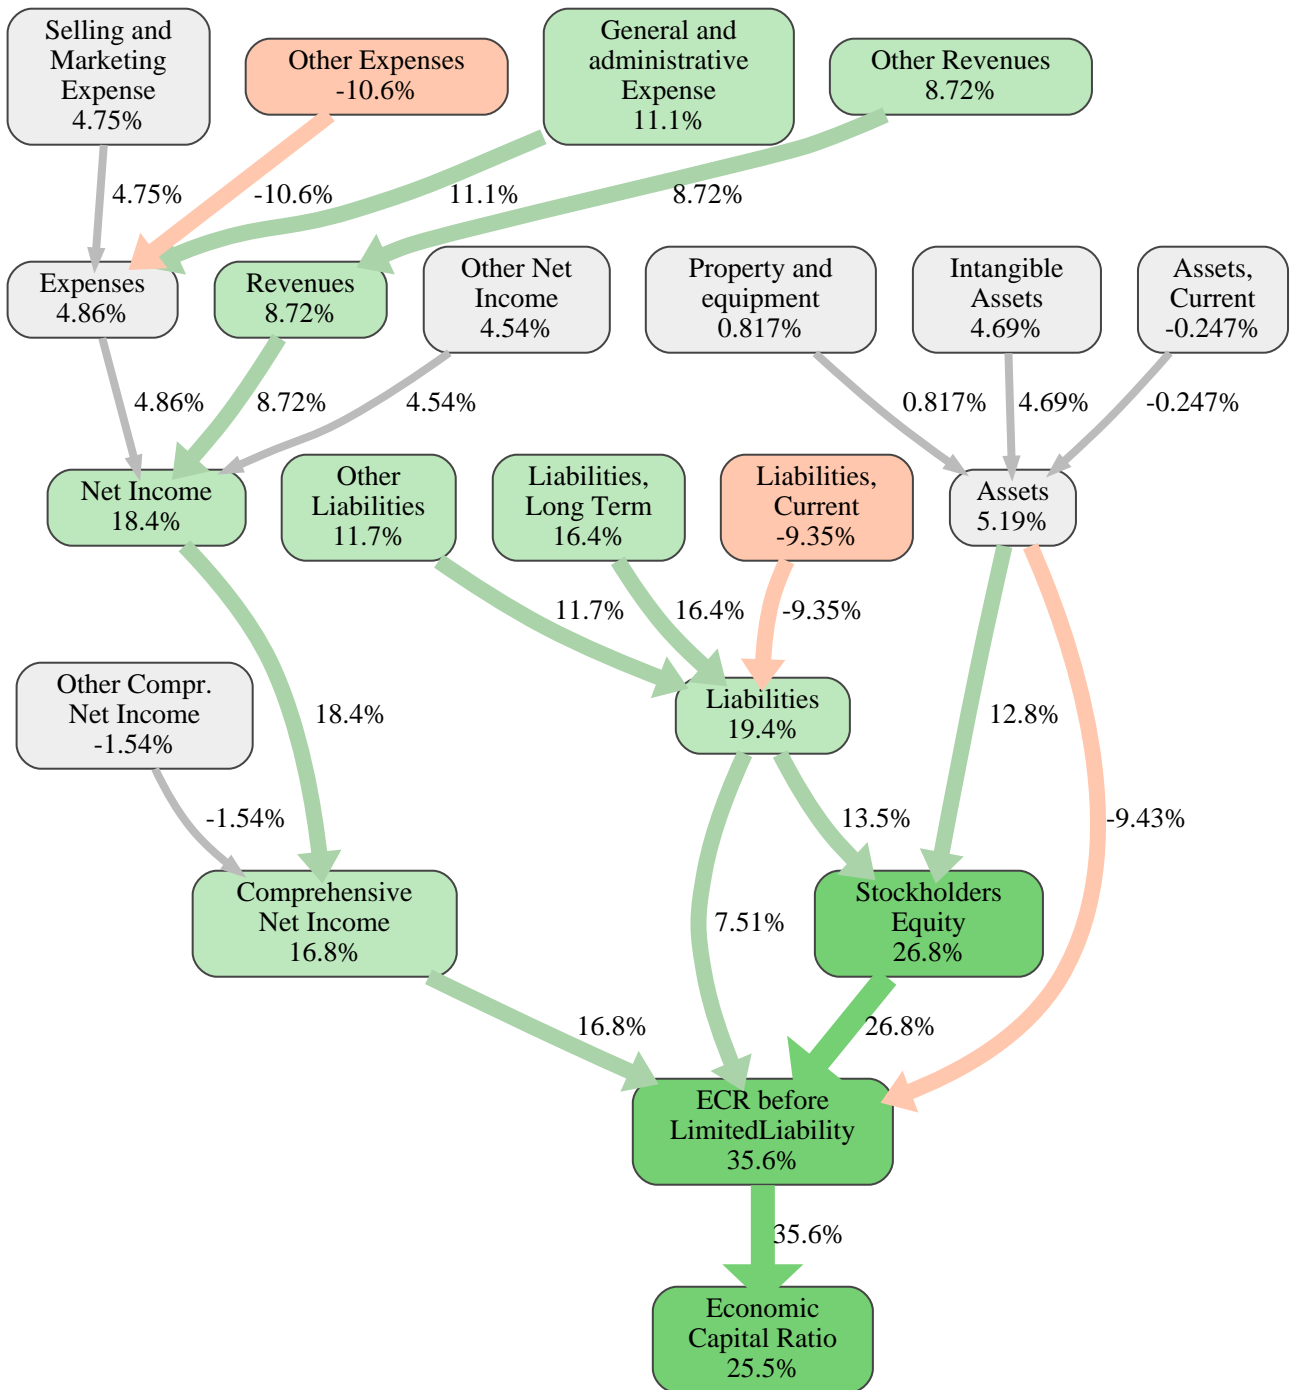 Selling and
Marketing
Expense
4.75%
Other Expenses
-10.6%
General and
administrative
Expense
11.1%
Other Revenues
8.72%
4.75%
-10.6%
11.1%
8.72%
Expenses
4.86%
Revenues
8.72%
Other Net
Income
4.54%
Property and
equipment
0.817%
Intangible
Assets
4.69%
Assets,
Current
-0.247%
4.86%
8.72%
4.54%
0.817%
4.69%
-0.247%
Net Income
18.4%
Other
Liabilities
11.7%
Liabilities,
Long Term
16.4%
Liabilities,
Current
-9.35%
Assets
5.19%
11.7%
16.4%
-9.35%
Other Compr.
Net Income
-1.54%
18.4%
Liabilities
19.4%
12.8%
-1.54%
13.5%
-9.43%
Comprehensive
Net Income
16.8%
7.51%
Stockholders
Equity
26.8%
16.8%
26.8%
ECR before
LimitedLiability
35.6%
35.6%
Economic
Capital Ratio
25.5%